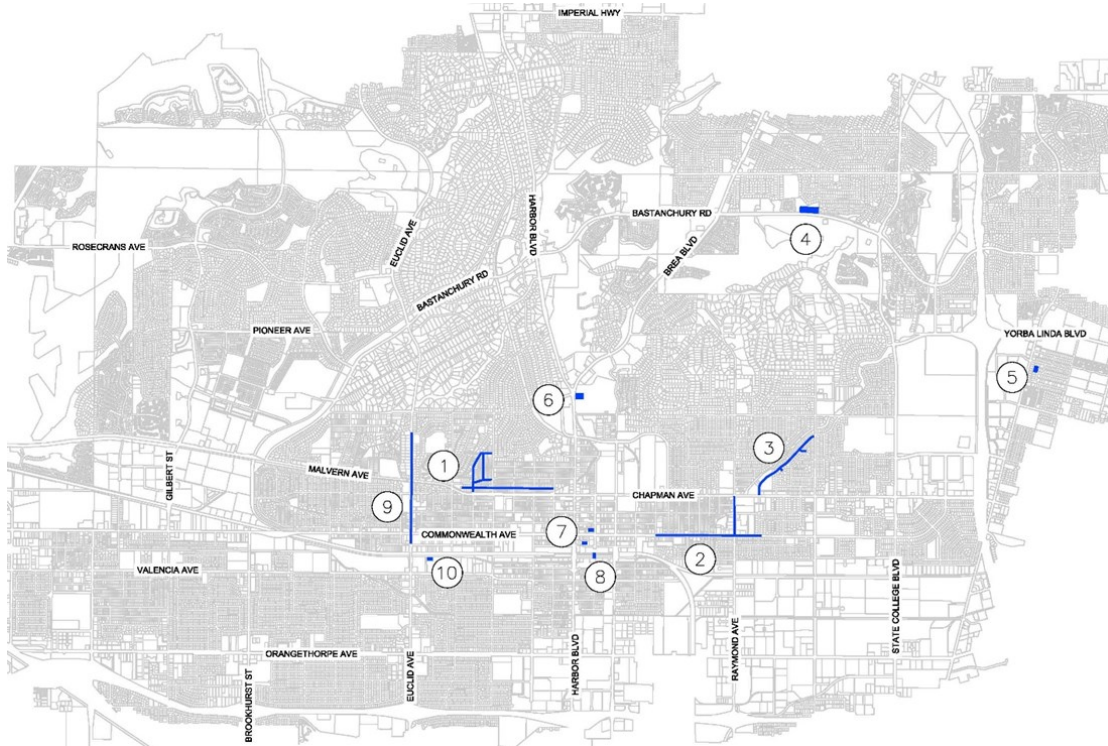 IMPERIAL HWY
HARBOR BLVD
EUCLID AVE
BASTANCHURY RD
BREA BLVD
4
ROSECRANS AVE
BASTANCHURY RD
PIONEER AVE
YORBA LINDA BLVD
5
6
3
1
MALVERN AVE
GILBERT ST
CHAPMAN AVE
9
COMMONWEALTH AVE
7
2
VALENCIA AVE
10
8
STATE COLLEGE BLVD
ORANGETHORPE AVE
RAYMOND AVE
HARBOR BLVD
EUCLID AVE
BROOKHURST ST